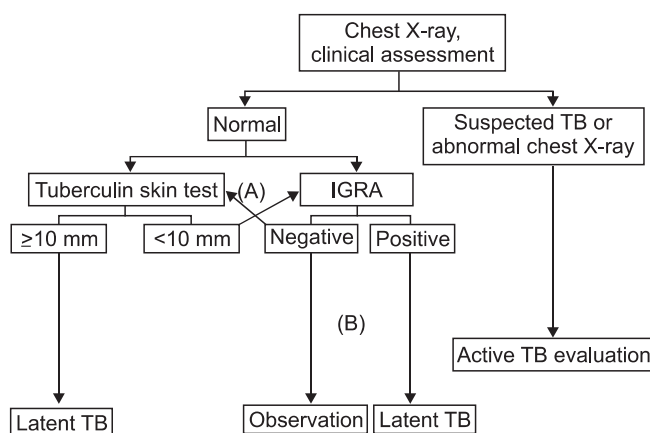 Chest X-ray,
clinical assessment
Normal
Suspected TB or
abnormal chest X-ray
Tuberculin skin test
(A)
IGRA
≥10 mm
<10 mm
Negative
Positive
(B)
Active TB evaluation
Latent TB
Observation
Latent TB